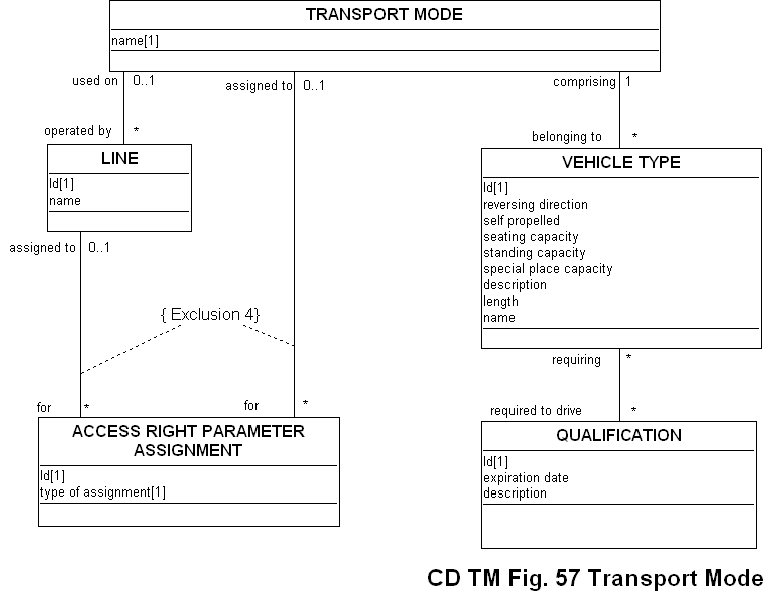 TRANSPORT MODE
name[1]
used on 0..1
assigned to 0..1
comprising 1
operated by *
belonging to *
LINE
Id[1]
name
VEHICLE TYPE
Id[1]
reversing direction
self propelled
seating capacity
standing capacity
special place capacity
description
length
name
assigned to 0..1
{ Exclusion 4}
requiring *
for *
for *
required to drive *
ACCESS RIGHT PARAMETER
ASSIGNMENT
Id[1]
type of assignment[1]
QUALIFICATION
Id[1]
expiration date
description
CD TM Fig. 57 Transport Mode